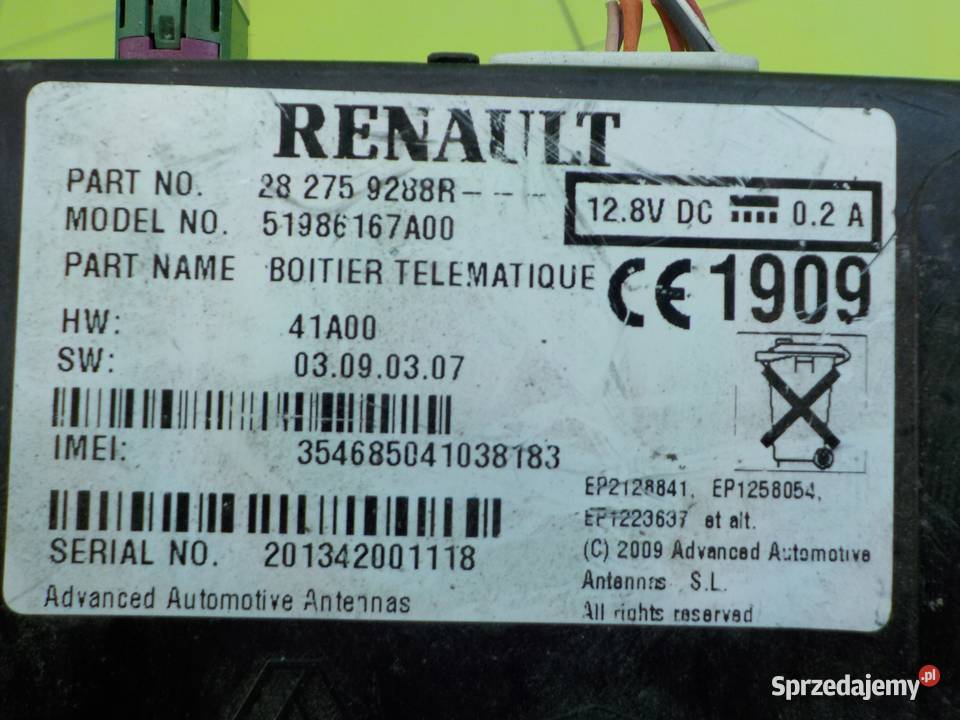 RENAULT
PART NO. 28 275 9288R- - -
MODEL NO. 51986167A00
12.8V DC 0.2 A
PART NAME BOITIER TELEMATIQUE
CE 1909
HW: 41A00
SW: 03.09.03.07
IMEI: 354685041038183
SERIAL NO. 201342001118
Advanced Automotive Antennas
EP2128841, EP1258054,
EP1223637 et alt.
(C) 2009 Advanced Automotive
Antennas S.L.
All rights reserved
Sprzedajemy.pl